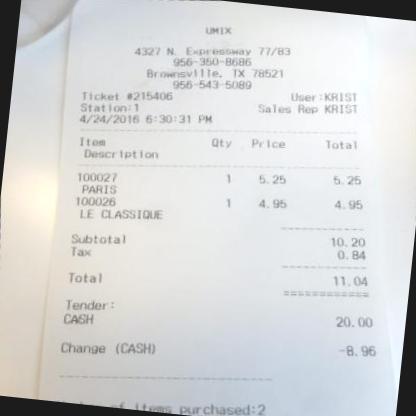 UMIX
4327 N. Expressway 77/83
956-350-8686
Brownsville, TX 78521
956-543-5089
Ticket #215406 User:KRIST
Station:1 Sales Rep KRIST
4/24/2016 6:30:31 PM
Item Qty Price Total
Description
100027 1 5.25 5.25
PARIS
100026 1 4.95 4.95
LE CLASSIQUE
Subtotal 10.20
Tax 0.84
Total 11.04
Tender:
CASH 20.00
Change (CASH) -8.96
of items purchased:2